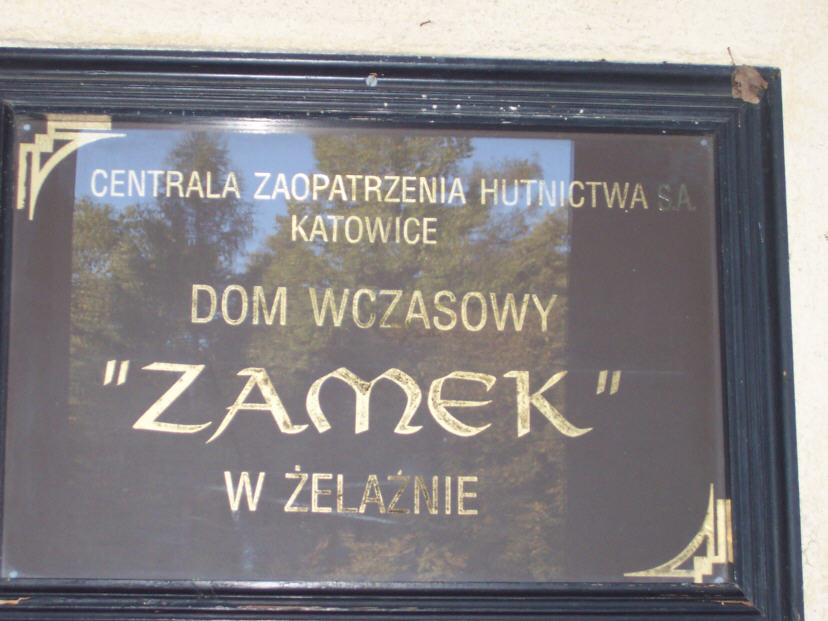 CENTRALA ZAOPATRZENIA HUTNICTWA S.A.
KATOWICE
DOM WCZASOWY
"ZAMEK"
W ŻELAŹNIE